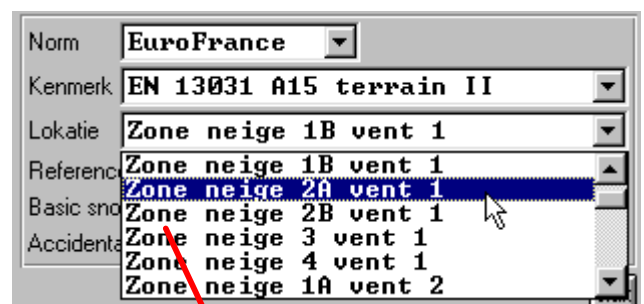 Norm EuroFrance
Kenmerk EN 13031 A15 terrain II
Lokatie Zone neige 1B vent 1
Referenc Zone neige 1B vent 1
Zone neige 2A vent 1
Basic sno Zone neige 2B vent 1
Accidenta Zone neige 3 vent 1
Zone neige 4 vent 1
Zone neige 1A vent 2